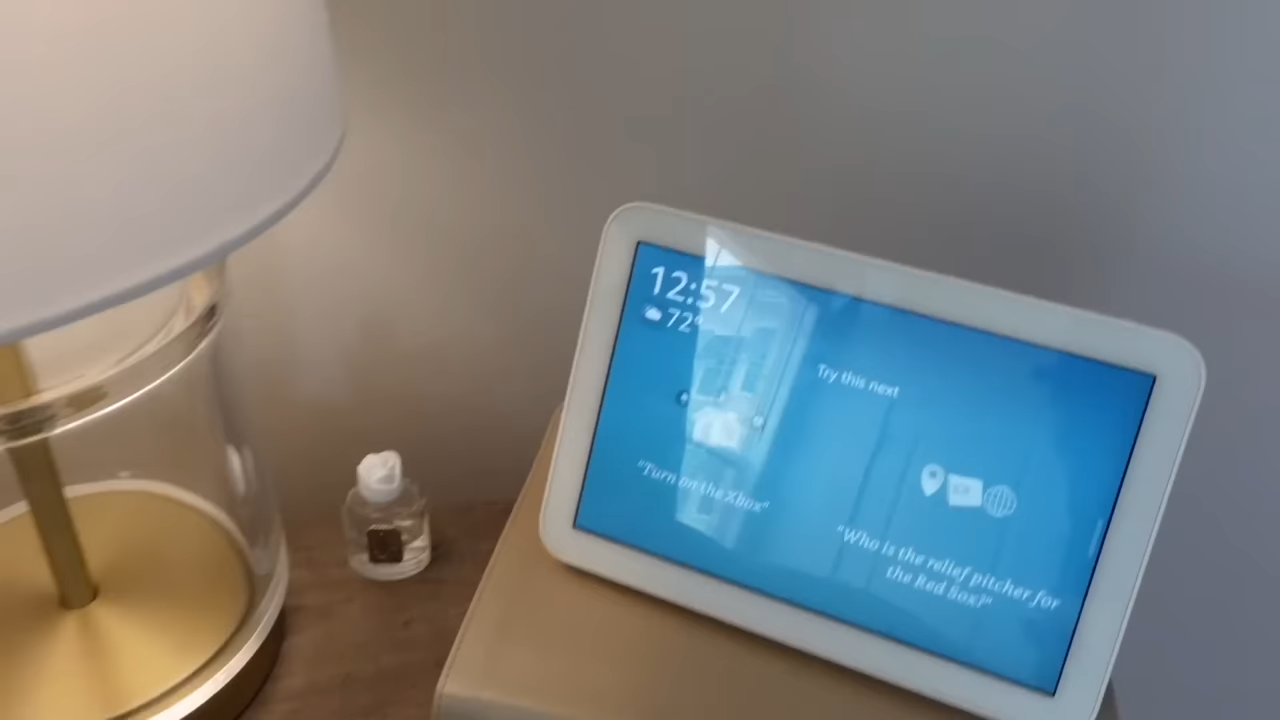 12:57
72°
Try this next
"Turn on the Xbox"
"Who is the relief pitcher for
the Red Sox?"